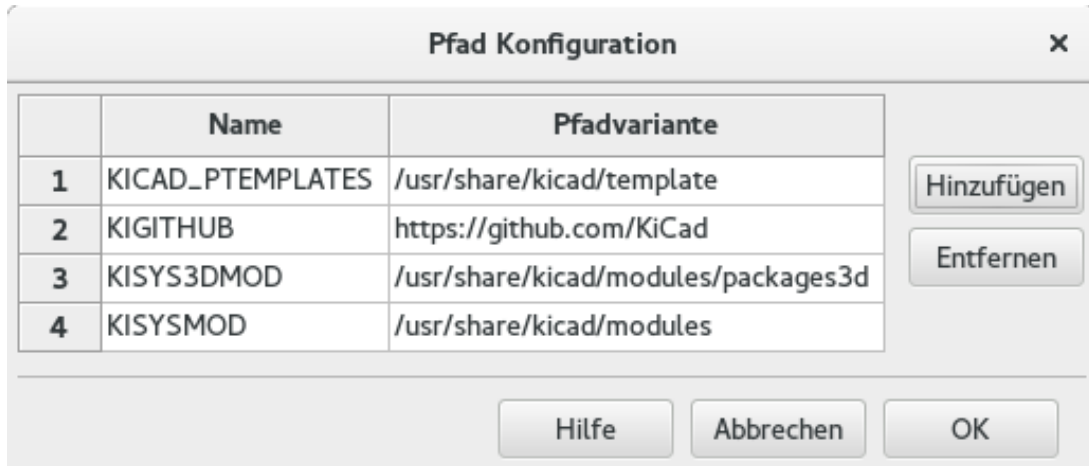 Pfad Konfiguration ×
Name Pfadvariante
1 KICAD_PTEMPLATES /usr/share/kicad/template
2 KIGITHUB https://github.com/KiCad
3 KISYS3DMOD /usr/share/kicad/modules/packages3d
4 KISYSMOD /usr/share/kicad/modules
Hinzufügen
Entfernen
Hilfe Abbrechen OK